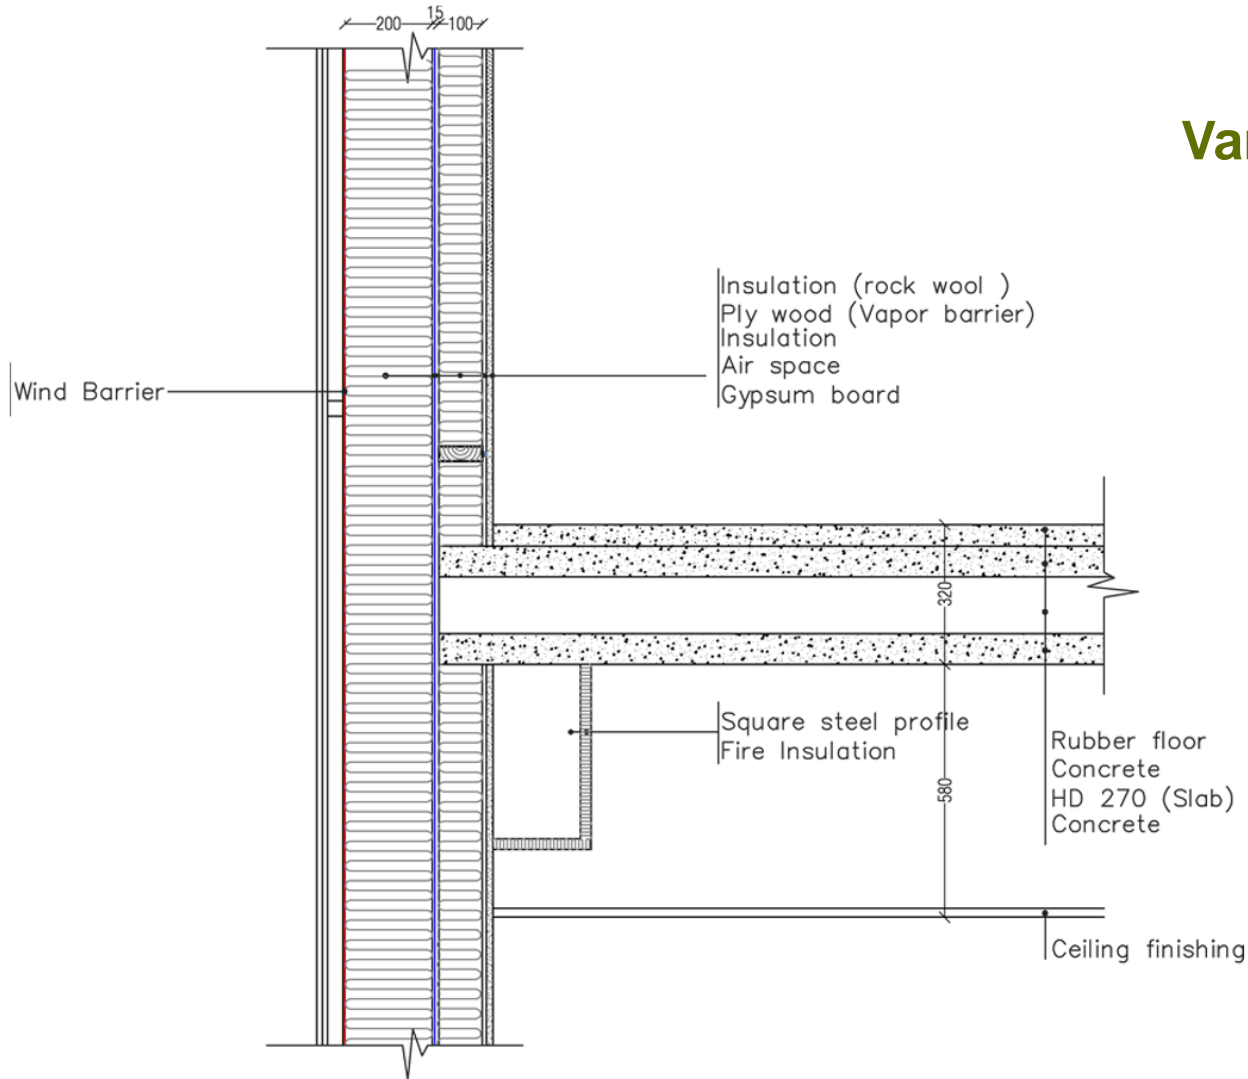 15
200
100
Var
Insulation (rock wool )
Ply wood (Vapor barrier)
Insulation
Air space
Gypsum board
Wind Barrier
320
Square steel profile
Fire Insulation
580
Rubber floor
Concrete
HD 270 (Slab)
Concrete
Ceiling finishing